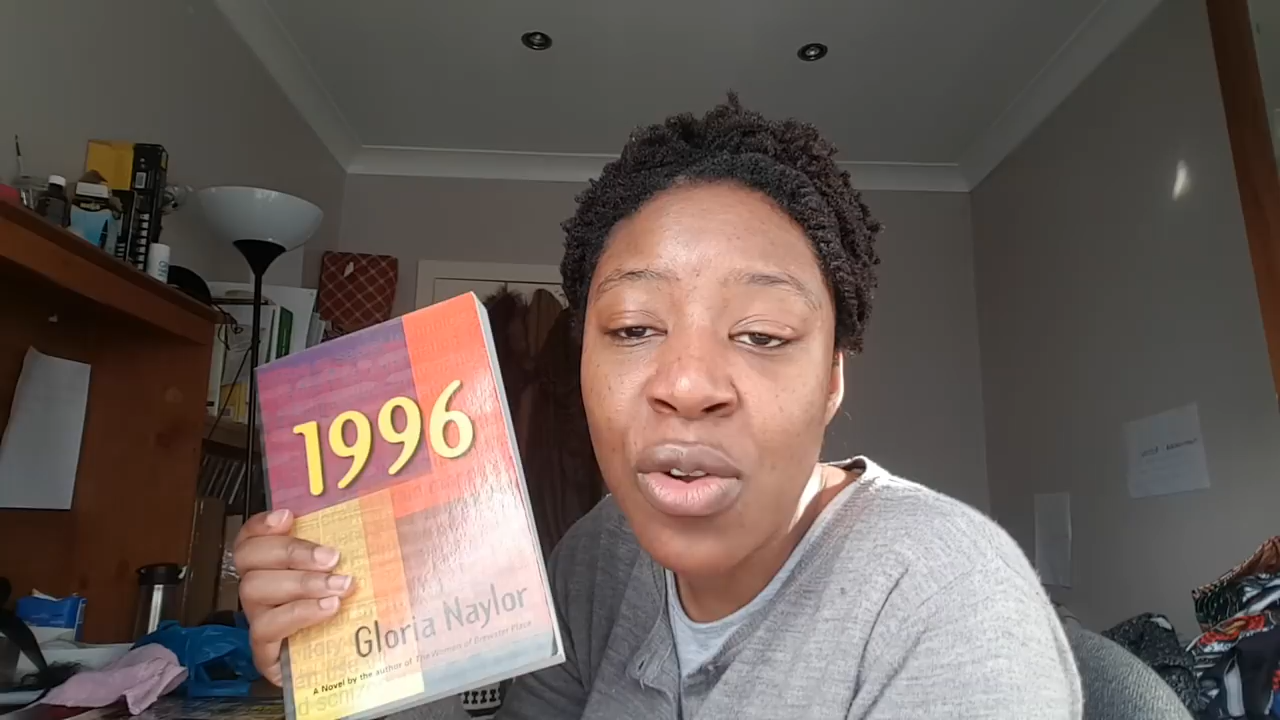 1996
Gloria Naylor
A Novel by the author of The Women of Brewster Place